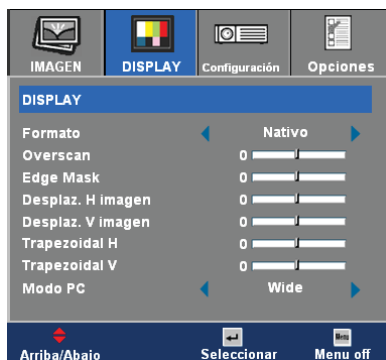 IMAGEN DISPLAY Configuración Opciones
DISPLAY
Formato Nativo
Overscan 0
Edge Mask 0
Desplaz. H imagen 0
Desplaz. V imagen 0
Trapezoidal H 0
Trapezoidal V 0
Modo PC Wide
Menu
Arriba/Abajo Seleccionar Menu off